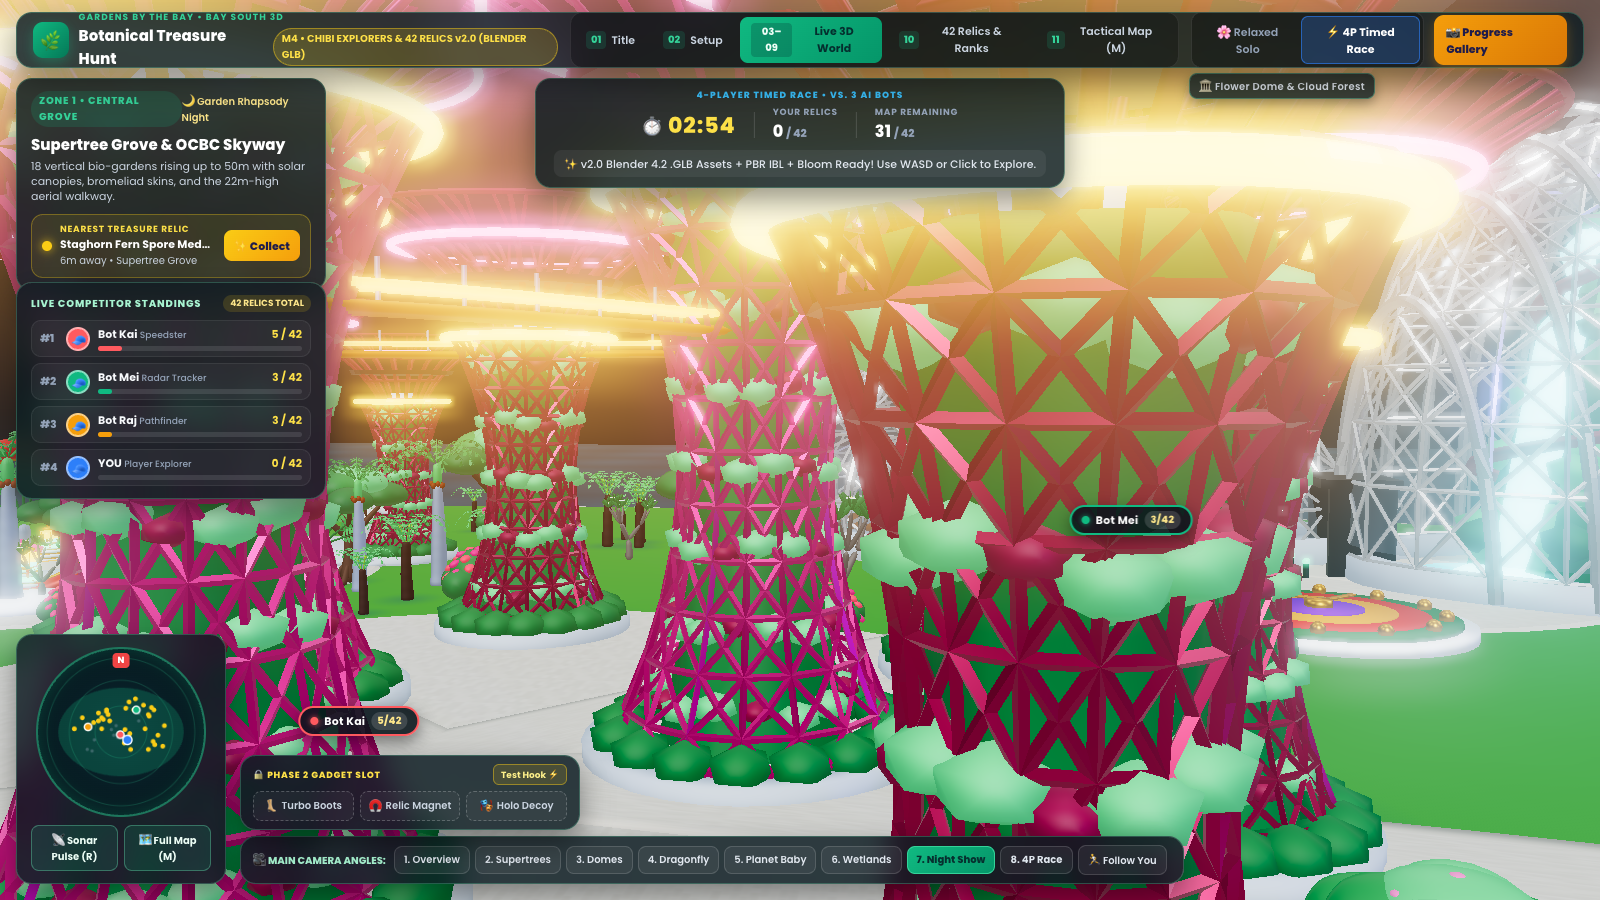 GARDENS BY THE BAY • BAY SOUTH 3D
Botanical Treasure
Hunt
M4 • CHIBI EXPLORERS & 42 RELICS v2.0 (BLENDER
GLB)
01 Title
02 Setup
03–
09
Live 3D
World
10
42 Relics &
Ranks
11
Tactical Map
(M)
Relaxed
Solo
4P Timed
Race
Progress
Gallery
ZONE 1 • CENTRAL
GROVE
Garden Rhapsody
Night
Supertree Grove & OCBC Skyway
18 vertical bio-gardens rising up to 50m with solar
canopies, bromeliad skins, and the 22m-high
aerial walkway.
NEAREST TREASURE RELIC
Staghorn Fern Spore Med...
6m away • Supertree Grove
Collect
LIVE COMPETITOR STANDINGS
42 RELICS TOTAL
#1 Bot Kai Speedster 5 / 42
#2 Bot Mei Radar Tracker 3 / 42
#3 Bot Raj Pathfinder 3 / 42
#4 YOU Player Explorer 0 / 42
4-PLAYER TIMED RACE • VS. 3 AI BOTS
02:54
YOUR RELICS
0 / 42
MAP REMAINING
31 / 42
v2.0 Blender 4.2 .GLB Assets + PBR IBL + Bloom Ready! Use WASD or Click to Explore.
Flower Dome & Cloud Forest
Bot Mei 3/42
Bot Kai 5/42
N
Sonar
Pulse (R)
Full Map
(M)
PHASE 2 GADGET SLOT
Test Hook
Turbo Boots
Relic Magnet
Holo Decoy
MAIN CAMERA ANGLES:
1. Overview
2. Supertrees
3. Domes
4. Dragonfly
5. Planet Baby
6. Wetlands
7. Night Show
8. 4P Race
Follow You